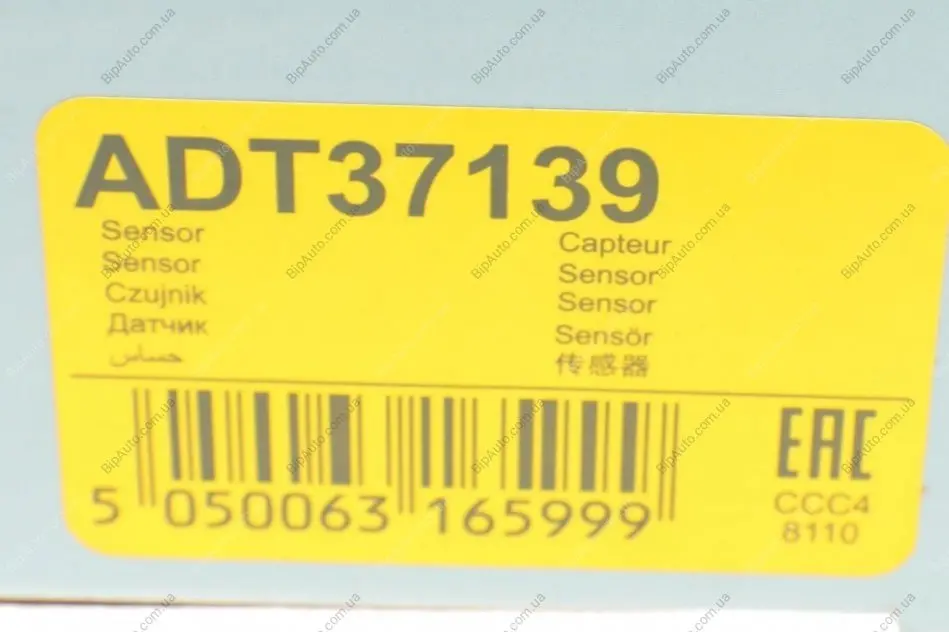 ADT37139
Sensor
Sensor
Czujnik
Датчик
حساس
Capteur
Sensor
Sensor
Sensör
传感器
5 050063 165999
EAC
CCC4
8110
BipAuto.com.ua